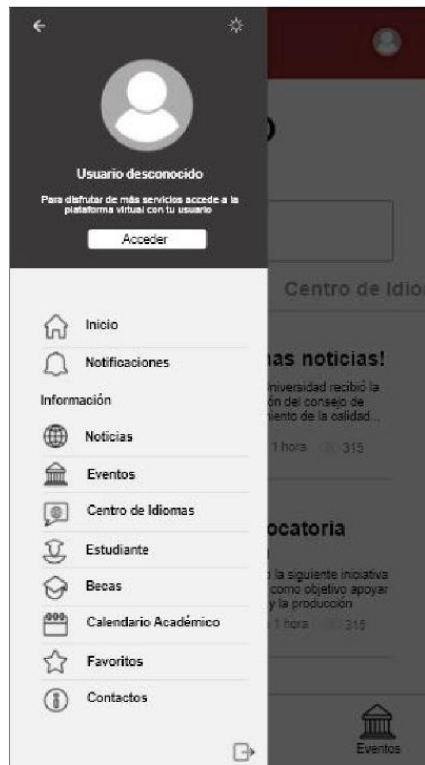 Usuario desconocido
Para disfrutar de más servicios accede a la
plataforma virtual con tu usuario
Acceder
Inicio
Notificaciones
Información
Noticias
Eventos
Centro de Idiomas
Estudiante
Becas
Calendario Académico
Favoritos
Contactos
Centro de Idio
as noticias!
niversidad recibió la
ón del consejo de
iento de la calidad...
1 hora 315
ocatoria
la siguiente iniciativa
como objetivo apoyar
y la producción
1 hora 315
Eventos